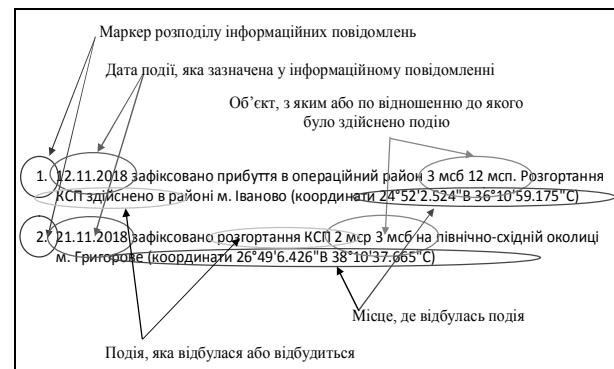 Маркер розподілу інформаційних повідомлень
Дата події, яка зазначена у інформаційному повідомленні
Об’єкт, з яким або по відношенню до якого
було здійснено подію
1. 12.11.2018 зафіксовано прибуття в операційний район 3 мсб 12 мсп. Розгортання
КСП здійснено в районі м. Іваново (координати 24°52'2.524"В 36°10'59.175"С)
2. 21.11.2018 зафіксовано розгортання КСП 2 мср 3 мсб на північно-східній околиці
м. Григорове (координати 26°49'6.426"В 38°10'37.665"С)
Місце, де відбулась подія
Подія, яка відбулася або відбудиться